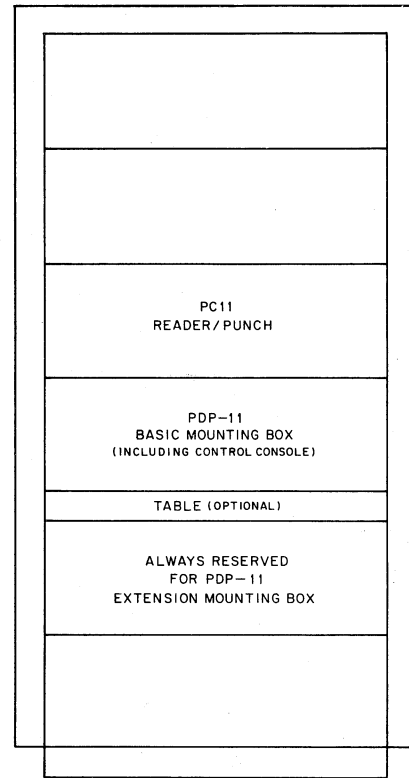 PC11
READER/PUNCH
PDP-11
BASIC MOUNTING BOX
(INCLUDING CONTROL CONSOLE)
TABLE (OPTIONAL)
ALWAYS RESERVED
FOR PDP-11
EXTENSION MOUNTING BOX